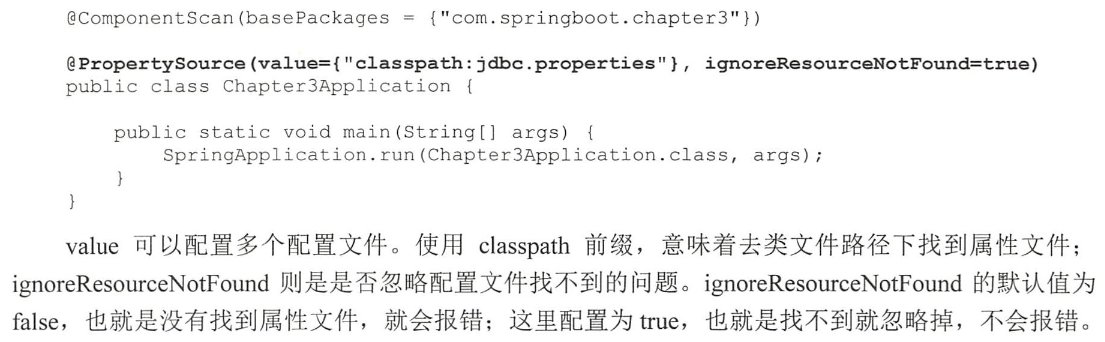 @ComponentScan(basePackages = {"com.springboot.chapter3"})
@PropertySource(value={"classpath:jdbc.properties"}, ignoreResourceNotFound=true)
public class Chapter3Application {
public static void main(String[] args) {
SpringApplication.run(Chapter3Application.class, args);
}
}
value 可以配置多个配置文件。使用 classpath 前缀，意味着去类文件路径下找到属性文件；
ignoreResourceNotFound 则是是否忽略配置文件找不到的问题。ignoreResourceNotFound 的默认值为
false，也就是没有找到属性文件，就会报错；这里配置为 true，也就是找不到就忽略掉，不会报错。